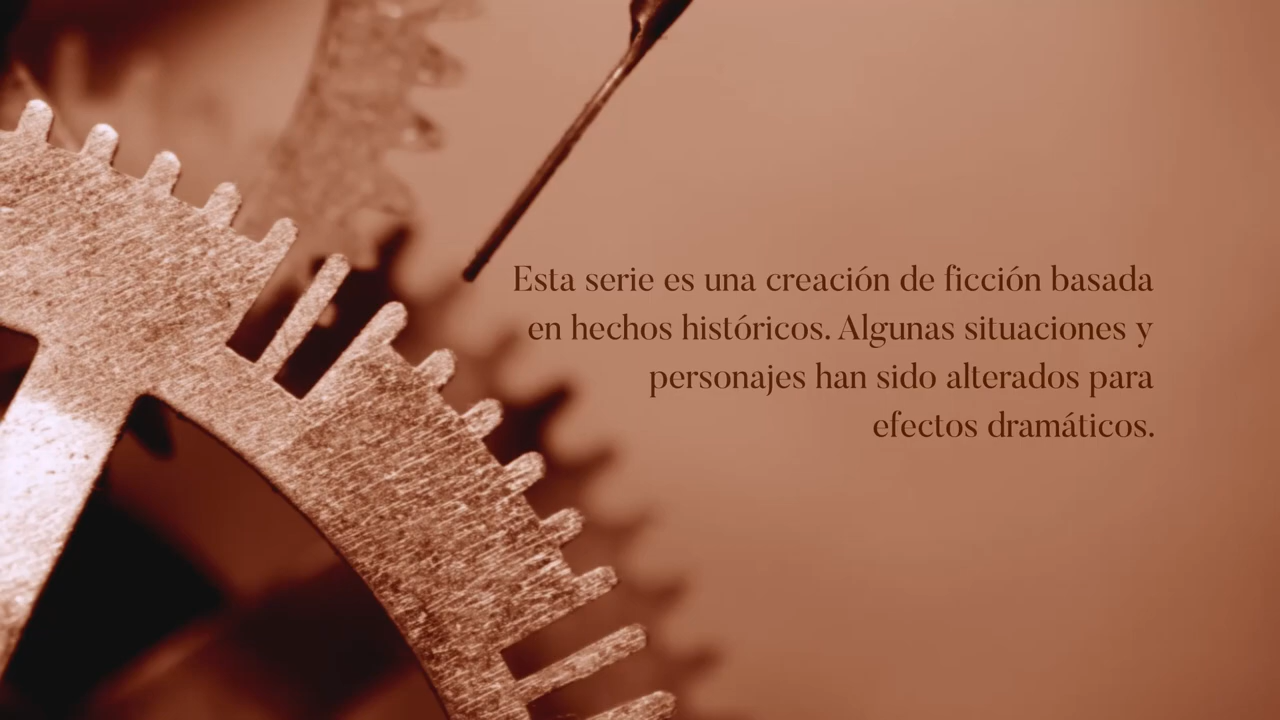 Esta serie es una creación de ficción basada
en hechos históricos. Algunas situaciones y
personajes han sido alterados para
efectos dramáticos.